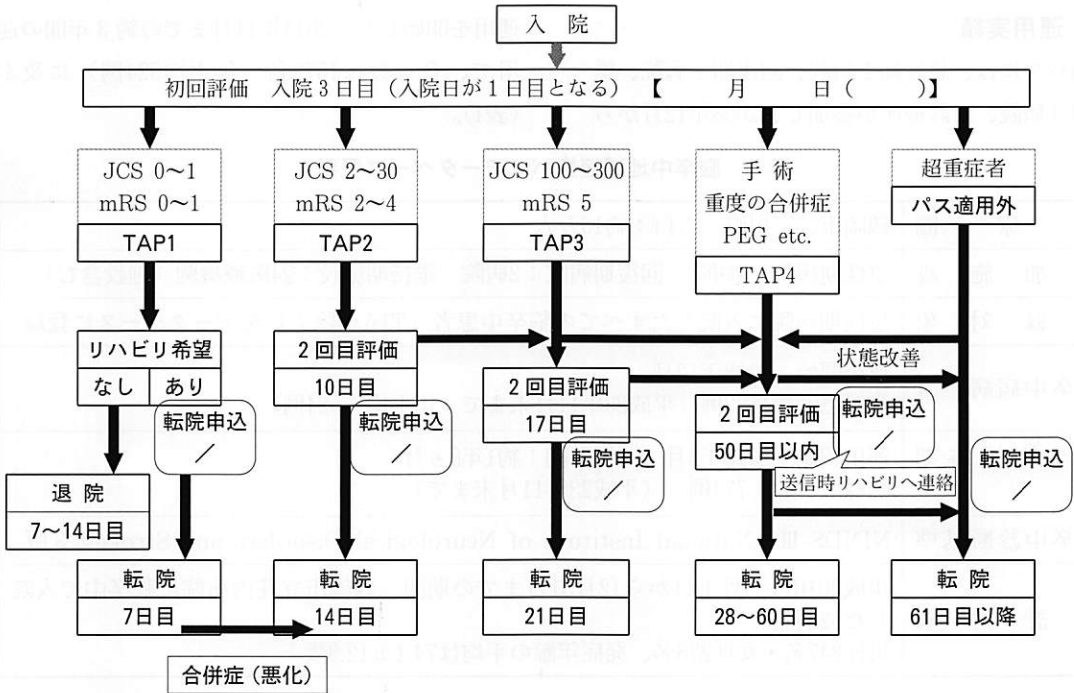 入 院
初回評価　入院3日目（入院日が1日目となる）【　　月　　日（　　）】
JCS 0～1
mRS 0～1
TAP1
JCS 2～30
mRS 2～4
TAP2
JCS 100～300
mRS 5
TAP3
手 術
重度の合併症
PEG etc.
TAP4
超重症者
パス適用外
リハビリ希望
なし　あり
2回目評価
10日目
2回目評価
17日目
状態改善
2回目評価
50日目以内
転院申込
／
転院申込
／
転院申込
／
転院申込
／
転院申込
／
送信時リハビリへ連絡
退 院
7～14日目
転 院
7日目
転 院
14日目
転 院
21日目
転 院
28～60日目
転 院
61日目以降
合併症（悪化）